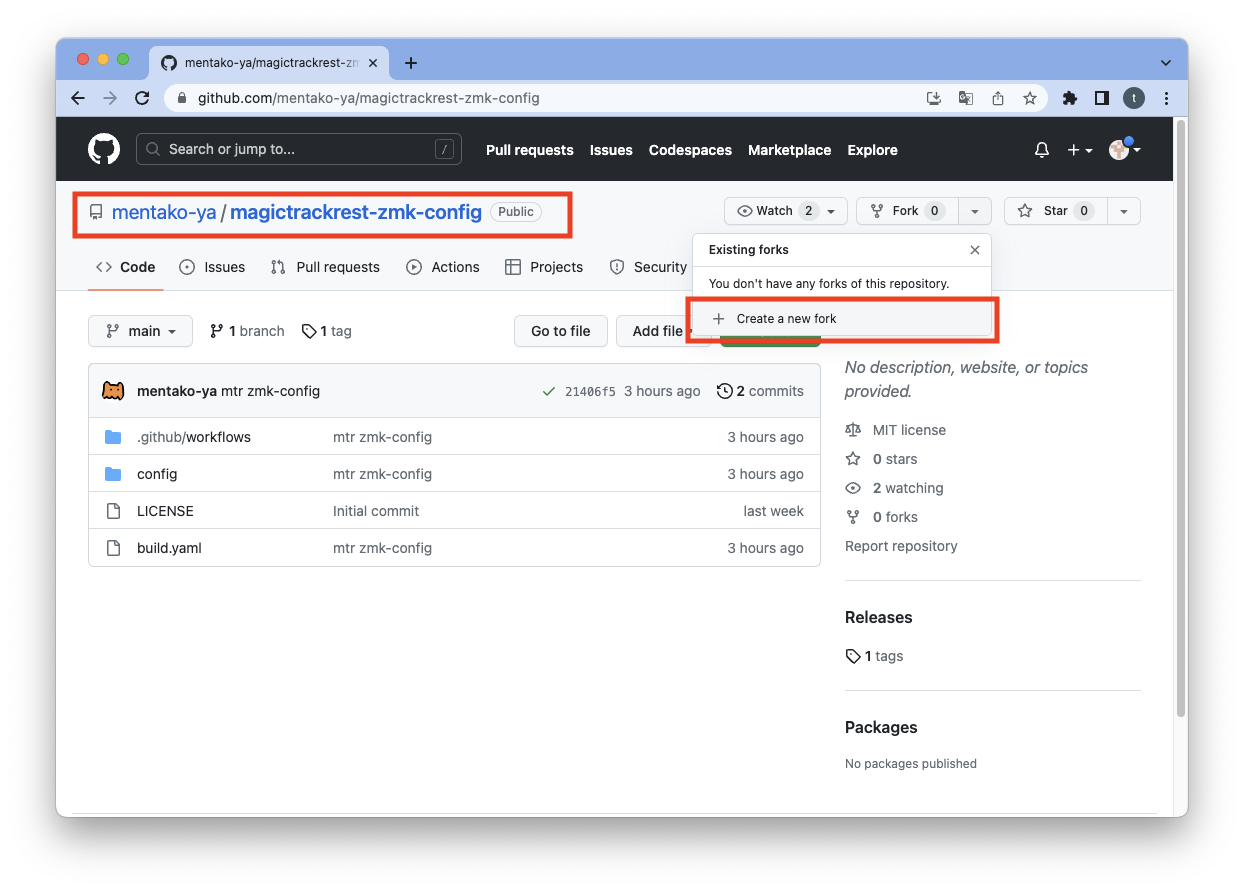 mentako-ya/magictrackrest-zm
github.com/mentako-ya/magictrackrest-zmk-config
t
Search or jump to...
/
Pull requests
Issues
Codespaces
Marketplace
Explore
mentako-ya / magictrackrest-zmk-config Public
Watch 2
Fork 0
Star 0
Code
Issues
Pull requests
Actions
Projects
Security
Existing forks
You don't have any forks of this repository.
Create a new fork
main
1 branch
1 tag
Go to file
Add file
No description, website, or topics
provided.
mentako-ya mtr zmk-config
21406f5 3 hours ago
2 commits
.github/workflows mtr zmk-config 3 hours ago
config mtr zmk-config 3 hours ago
LICENSE Initial commit last week
build.yaml mtr zmk-config 3 hours ago
MIT license
0 stars
2 watching
0 forks
Report repository
Releases
1 tags
Packages
No packages published